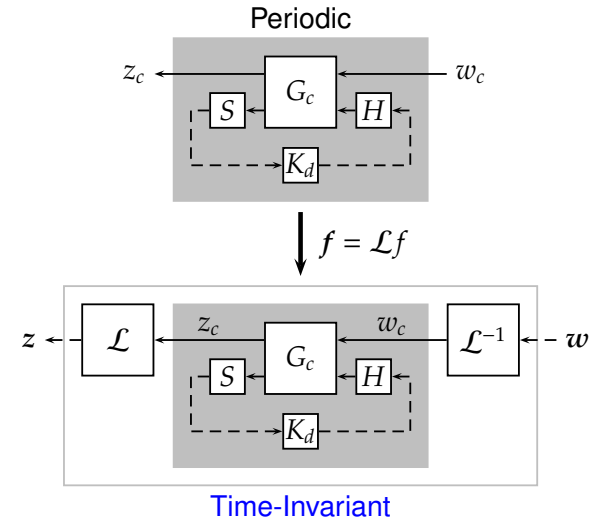 Periodic
z_c G_c w_c
S H
K_d
f = ℒf
z ℒ z_c G_c w_c ℒ⁻¹ w
S H
K_d
Time-Invariant